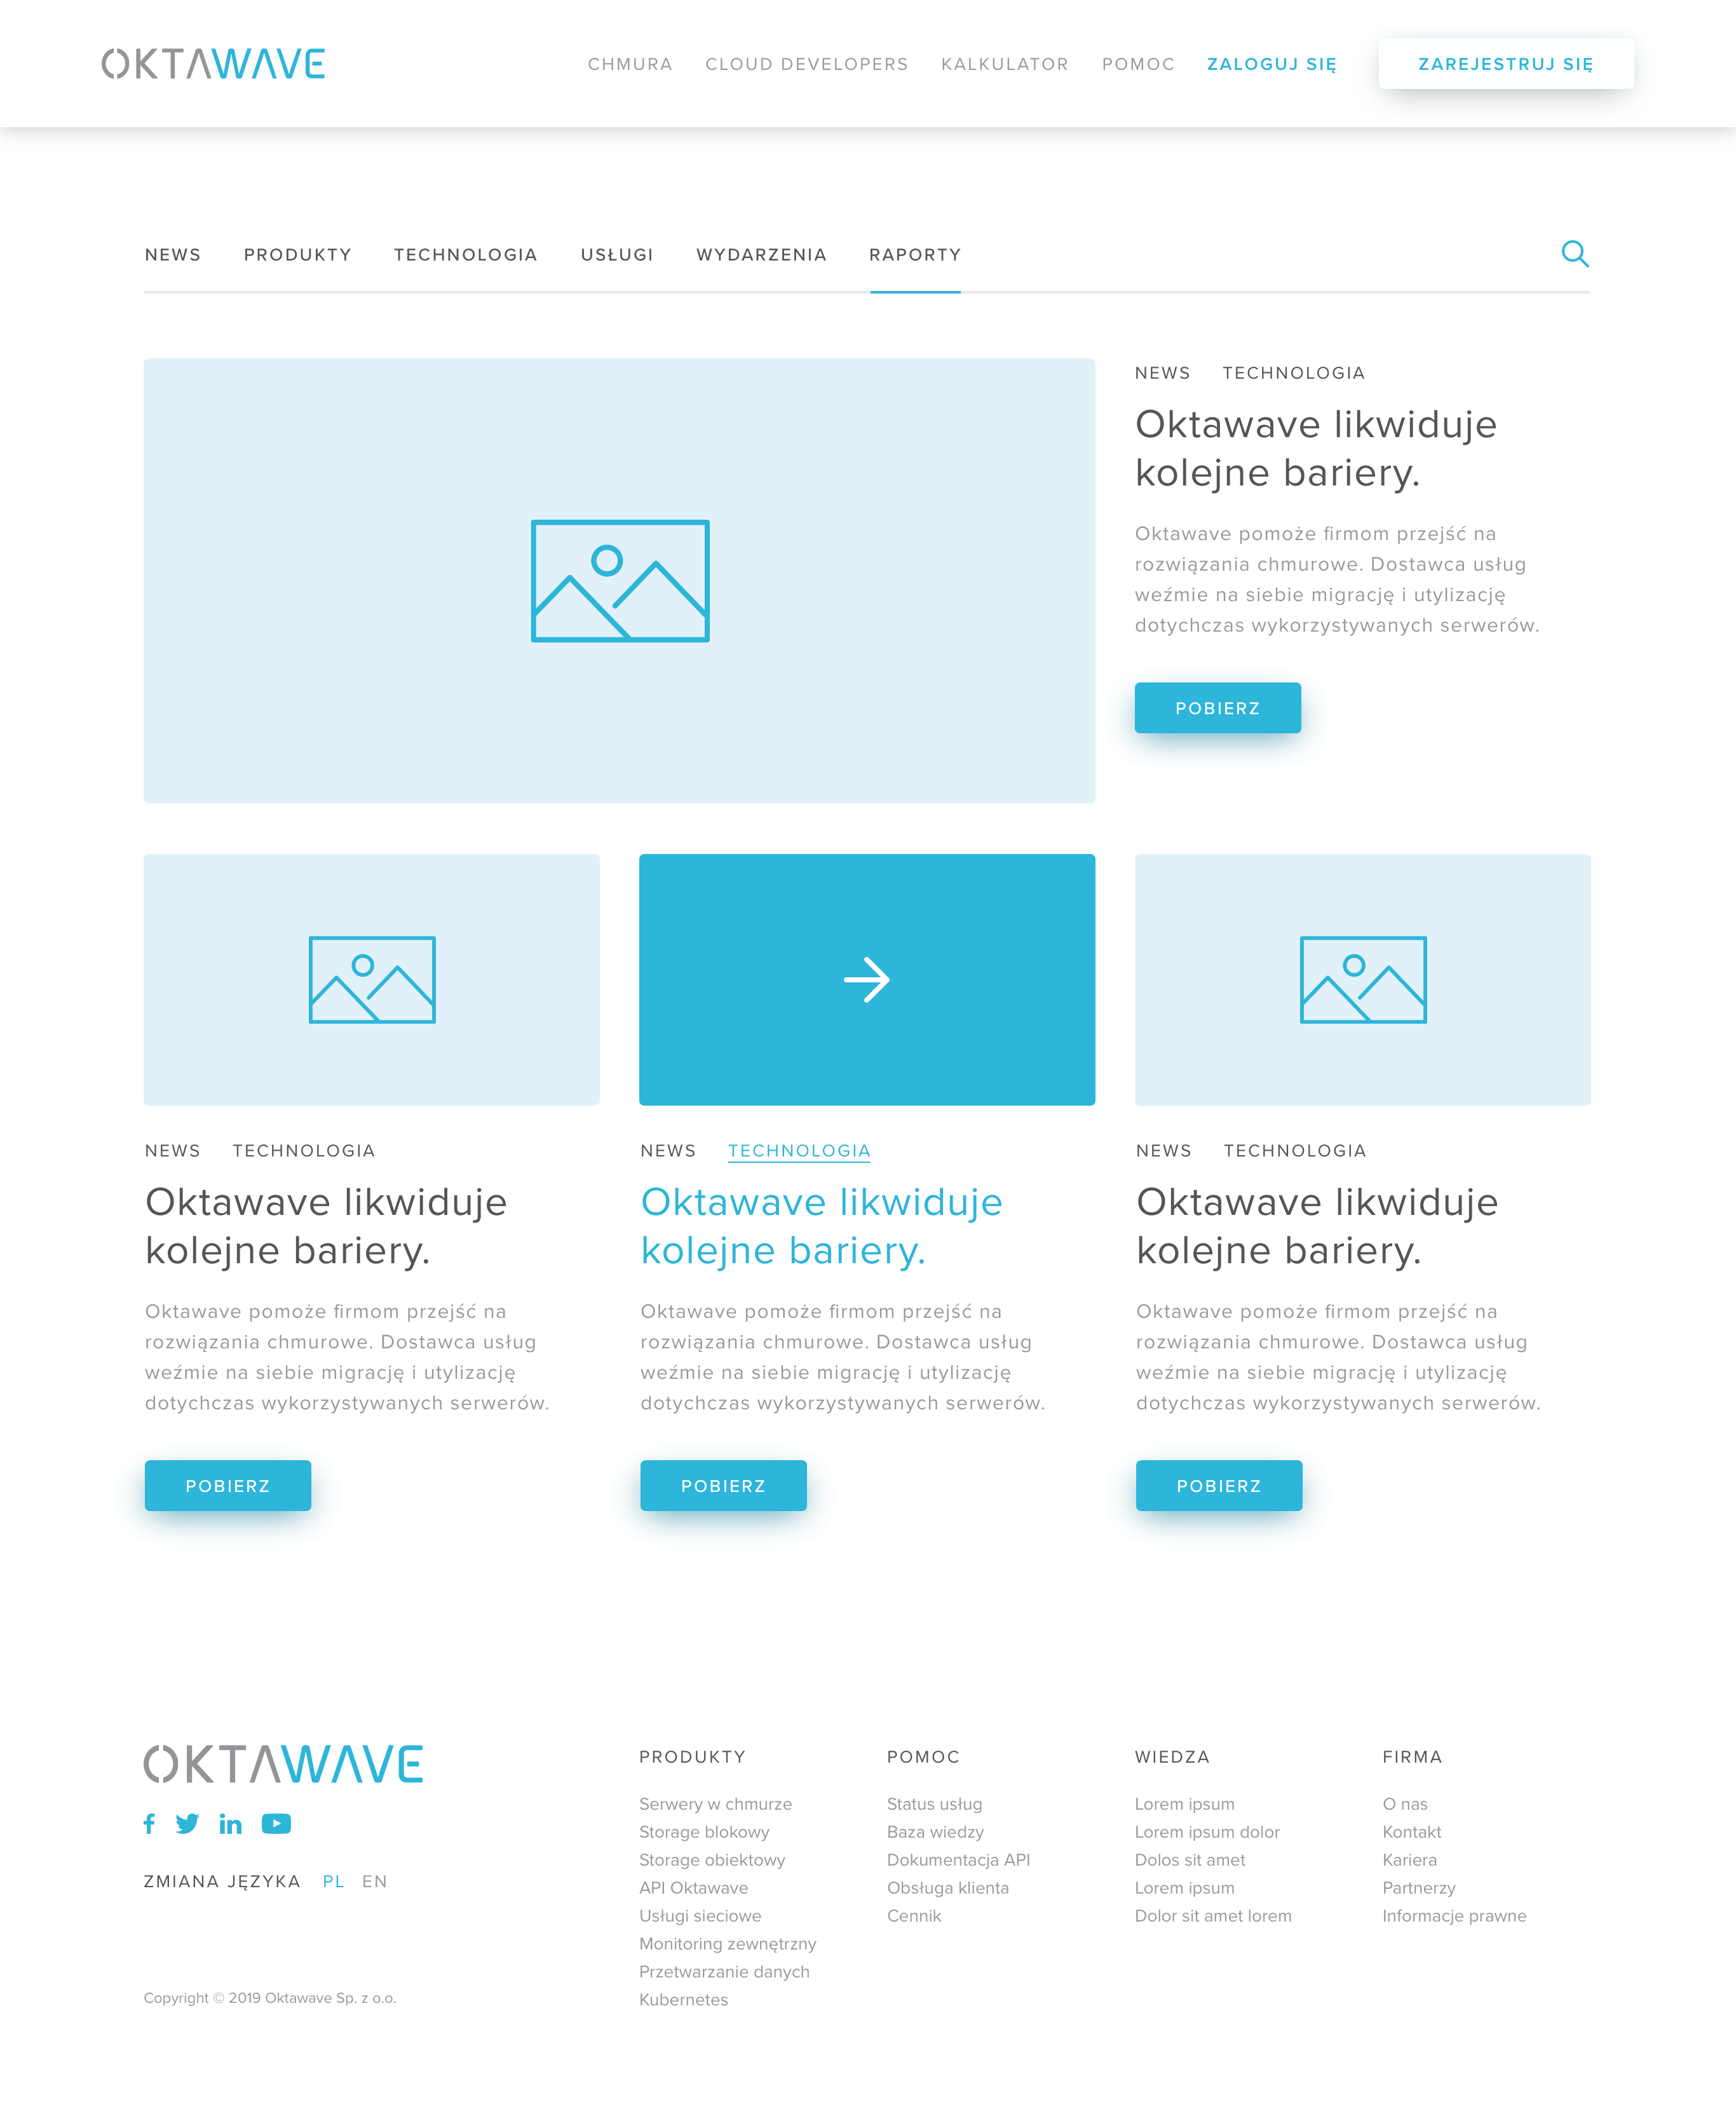 OKTAWAVE
CHMURA CLOUD DEVELOPERS KALKULATOR POMOC ZALOGUJ SIĘ ZAREJESTRUJ SIĘ
NEWS PRODUKTY TECHNOLOGIA USŁUGI WYDARZENIA RAPORTY
NEWS TECHNOLOGIA
Oktawave likwiduje
kolejne bariery.
Oktawave pomoże firmom przejść na
rozwiązania chmurowe. Dostawca usług
weźmie na siebie migrację i utylizację
dotychczas wykorzystywanych serwerów.
POBIERZ
NEWS TECHNOLOGIA
Oktawave likwiduje
kolejne bariery.
Oktawave pomoże firmom przejść na
rozwiązania chmurowe. Dostawca usług
weźmie na siebie migrację i utylizację
dotychczas wykorzystywanych serwerów.
POBIERZ
NEWS TECHNOLOGIA
Oktawave likwiduje
kolejne bariery.
Oktawave pomoże firmom przejść na
rozwiązania chmurowe. Dostawca usług
weźmie na siebie migrację i utylizację
dotychczas wykorzystywanych serwerów.
POBIERZ
NEWS TECHNOLOGIA
Oktawave likwiduje
kolejne bariery.
Oktawave pomoże firmom przejść na
rozwiązania chmurowe. Dostawca usług
weźmie na siebie migrację i utylizację
dotychczas wykorzystywanych serwerów.
POBIERZ
OKTAWAVE
ZMIANA JĘZYKA PL EN
Copyright © 2019 Oktawave Sp. z o.o.
PRODUKTY
Serwery w chmurze
Storage blokowy
Storage obiektowy
API Oktawave
Usługi sieciowe
Monitoring zewnętrzny
Przetwarzanie danych
Kubernetes
POMOC
Status usług
Baza wiedzy
Dokumentacja API
Obsługa klienta
Cennik
WIEDZA
Lorem ipsum
Lorem ipsum dolor
Dolos sit amet
Lorem ipsum
Dolor sit amet lorem
FIRMA
O nas
Kontakt
Kariera
Partnerzy
Informacje prawne